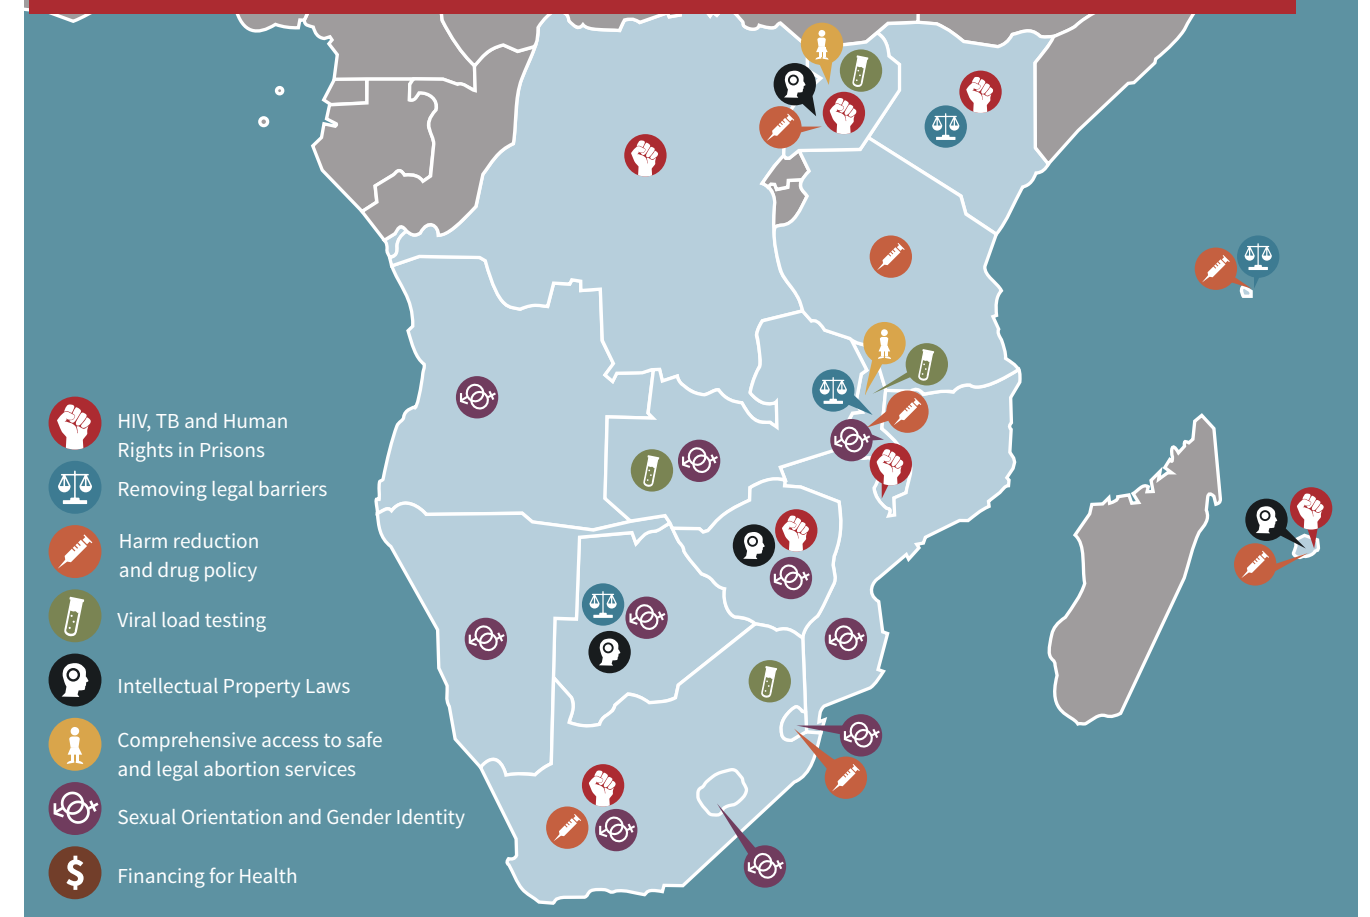 HIV, TB and Human
Rights in Prisons
Removing legal barriers
Harm reduction
and drug policy
Viral load testing
Intellectual Property Laws
Comprehensive access to safe
and legal abortion services
Sexual Orientation and Gender Identity
$ Financing for Health